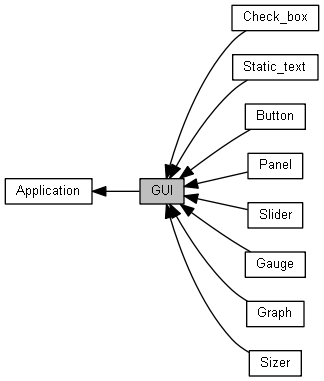 Check_box
Static_text
Button
Panel
Application
GUI
Slider
Gauge
Graph
Sizer